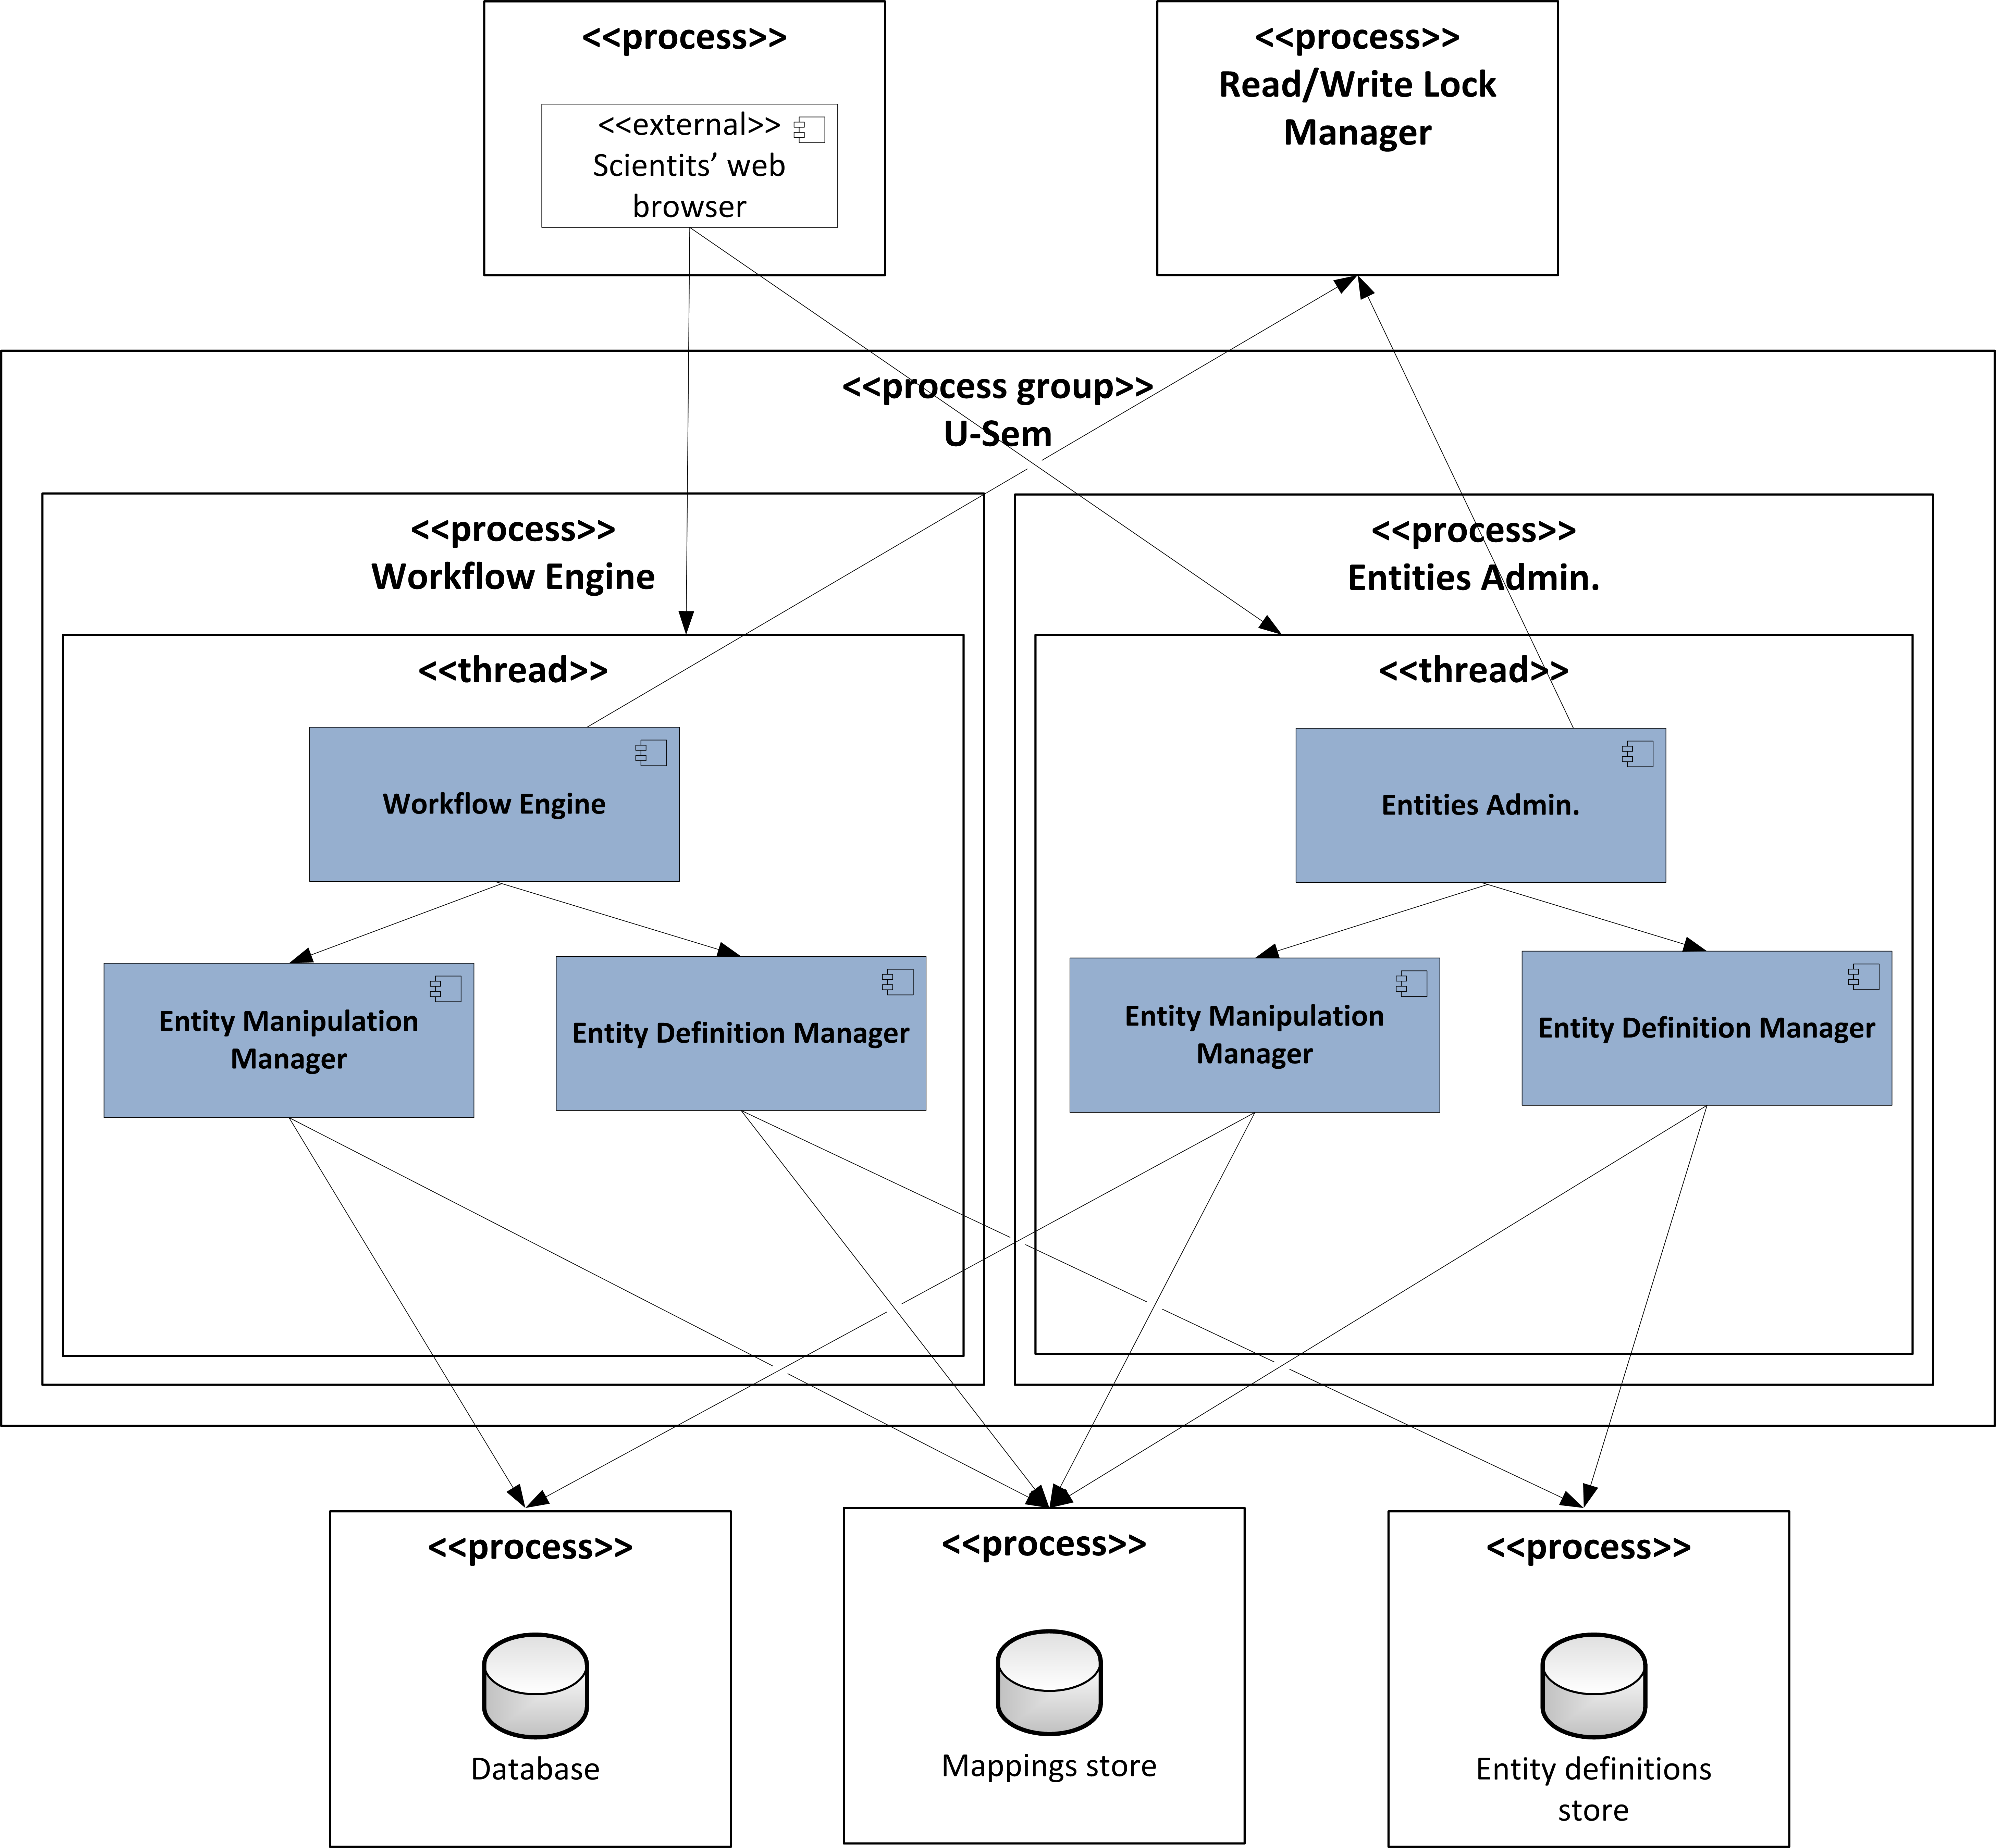 <<process>>
<<external>>
Scientits’ web
browser
<<process>>
Read/Write Lock
Manager
<<process group>>
U-Sem
<<process>>
Workflow Engine
<<thread>>
Workflow Engine
Entity Manipulation
Manager
Entity Definition Manager
<<process>>
Entities Admin.
<<thread>>
Entities Admin.
Entity Manipulation
Manager
Entity Definition Manager
<<process>>
Database
<<process>>
Mappings store
<<process>>
Entity definitions
store